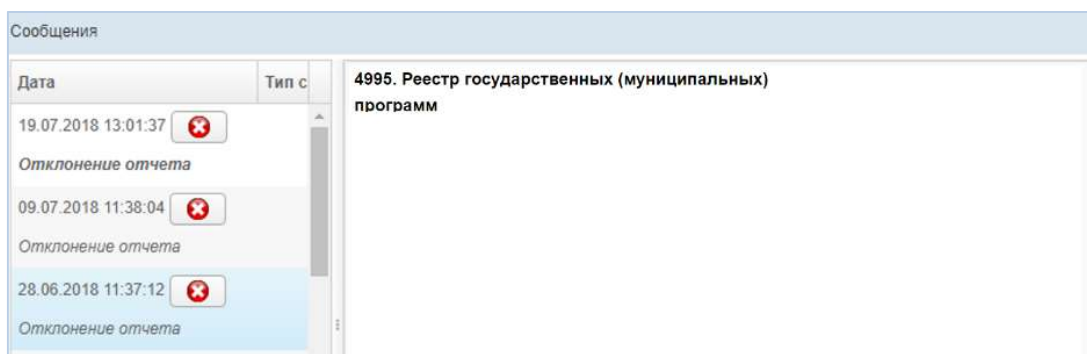 Сообщения
Дата Тип с
19.07.2018 13:01:37
Отклонение отчета
09.07.2018 11:38:04
Отклонение отчета
28.06.2018 11:37:12
Отклонение отчета
4995. Реестр государственных (муниципальных)
программ